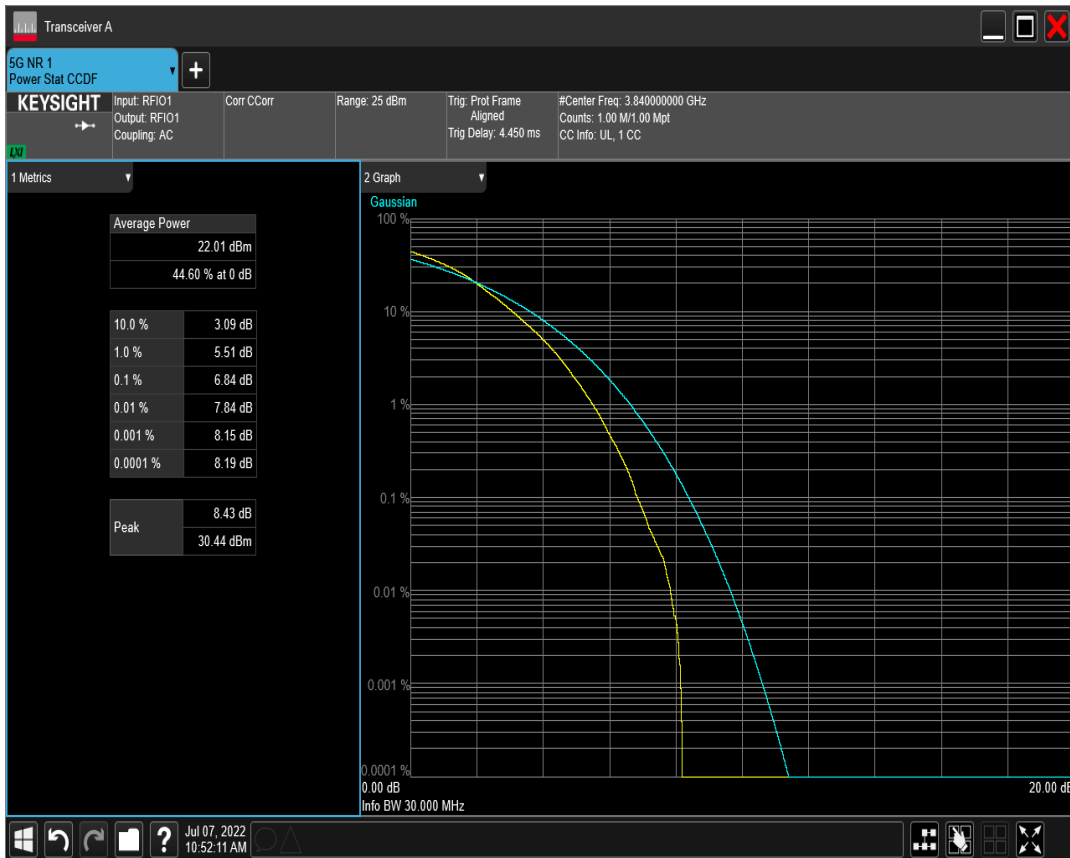 Transceiver A
5G NR 1
Power Stat CCDF
KEYSIGHT
LXI
Input: RFIO1
Output: RFIO1
Coupling: AC
Corr CCorr
Range: 25 dBm
Trig: Prot Frame
Aligned
Trig Delay: 4.450 ms
#Center Freq: 3.840000000 GHz
Counts: 1.00 M/1.00 Mpt
CC Info: UL, 1 CC
1 Metrics
Average Power
22.01 dBm
44.60 % at 0 dB
10.0 % 3.09 dB
1.0 % 5.51 dB
0.1 % 6.84 dB
0.01 % 7.84 dB
0.001 % 8.15 dB
0.0001 % 8.19 dB
Peak 8.43 dB
30.44 dBm
2 Graph
Gaussian
100 %
10 %
1 %
0.1 %
0.01 %
0.001 %
0.0001 %
0.00 dB 20.00 dB
Info BW 30.000 MHz
Jul 07, 2022
10:52:11 AM